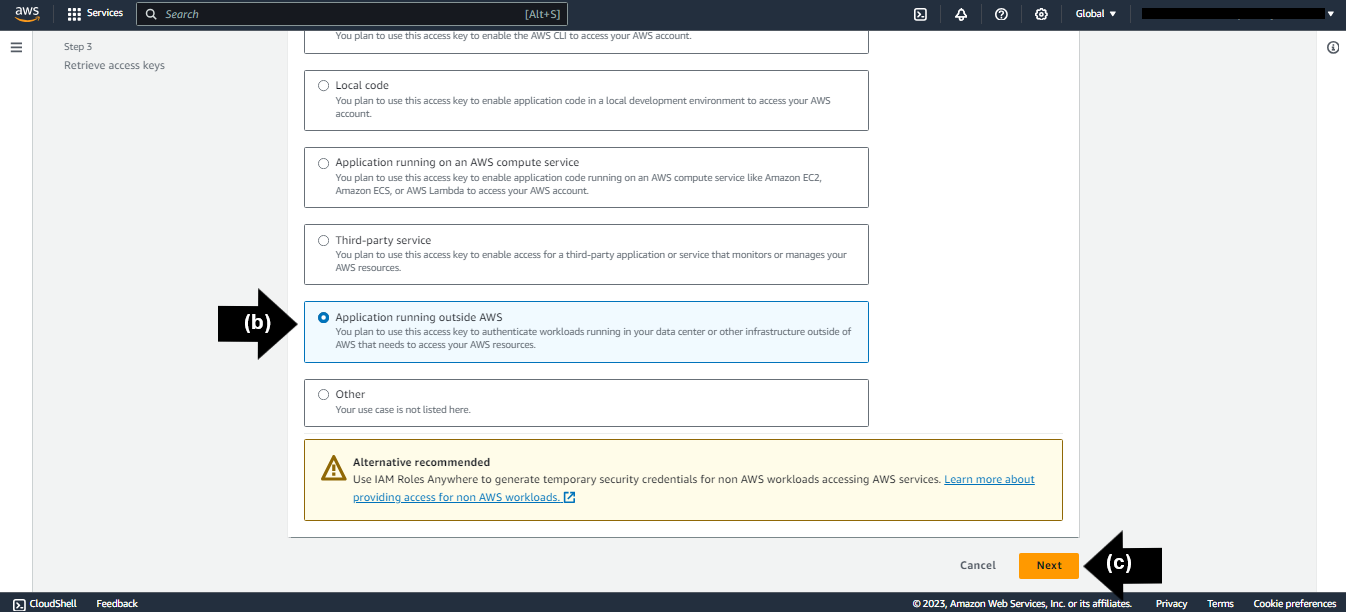 aws
Services
Search
[Alt+S]
Global
Step 3
Retrieve access keys
You plan to use this access key to enable the AWS CLI to access your AWS account.
Local code
You plan to use this access key to enable application code in a local development environment to access your AWS
account.
Application running on an AWS compute service
You plan to use this access key to enable application code running on an AWS compute service like Amazon EC2,
Amazon ECS, or AWS Lambda to access your AWS account.
Third-party service
You plan to use this access key to enable access for a third-party application or service that monitors or manages your
AWS resources.
(b)
Application running outside AWS
You plan to use this access key to authenticate workloads running in your data center or other infrastructure outside of
AWS that needs to access your AWS resources.
Other
Your use case is not listed here.
Alternative recommended
Use IAM Roles Anywhere to generate temporary security credentials for non AWS workloads accessing AWS services. Learn more about
providing access for non AWS workloads.
Cancel
Next
(c)
CloudShell
Feedback
© 2023, Amazon Web Services, Inc. or its affiliates.
Privacy
Terms
Cookie preferences